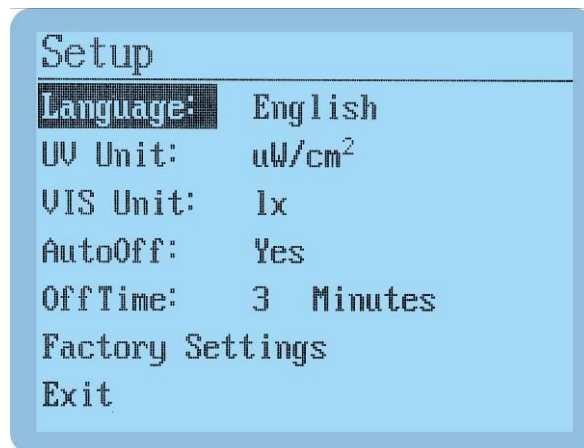 Setup
Language: English
UV Unit: uW/cm²
VIS Unit: lx
AutoOff: Yes
OffTime: 3 Minutes
Factory Settings
Exit